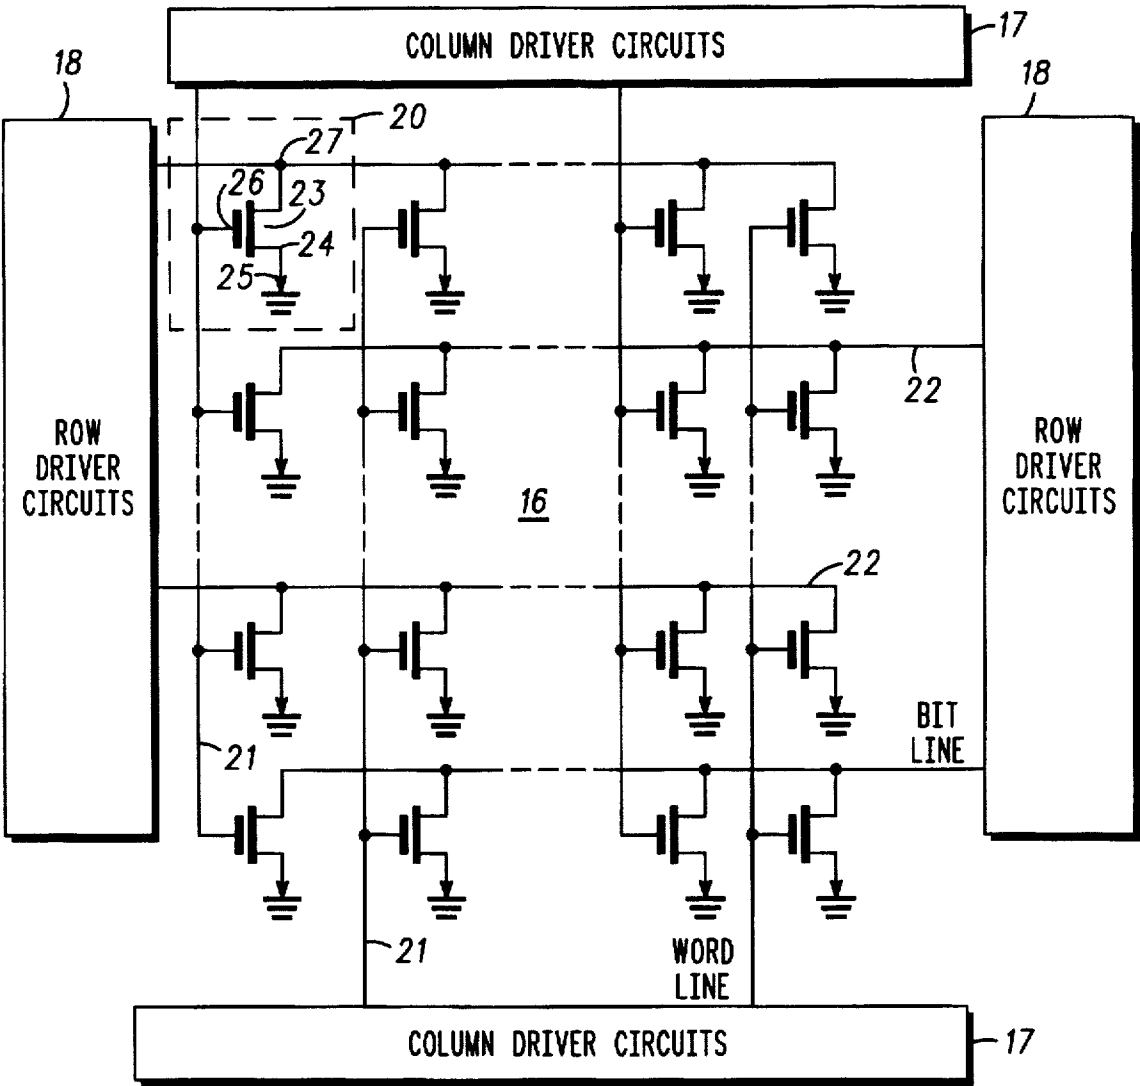 COLUMN DRIVER CIRCUITS
17
18
18
20
27
26
23
24
25
22
ROW
DRIVER
CIRCUITS
ROW
DRIVER
CIRCUITS
16
22
BIT
LINE
21
21
WORD
LINE
COLUMN DRIVER CIRCUITS
17